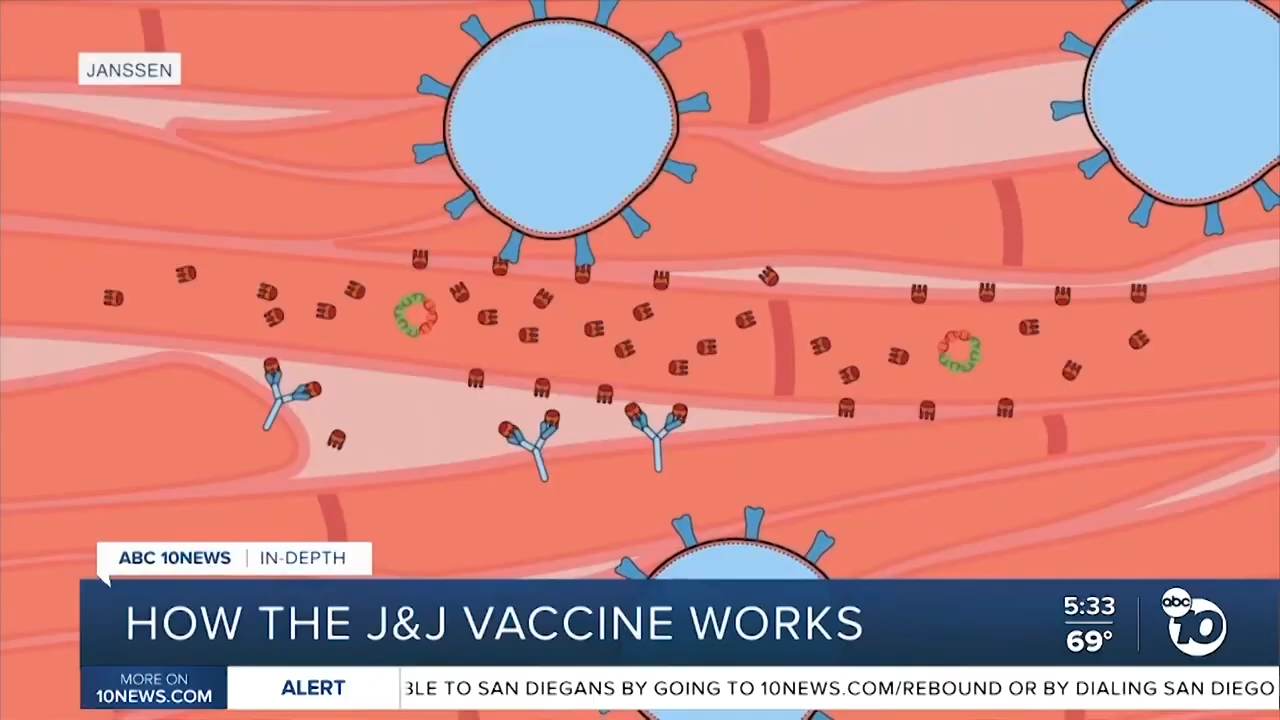 JANSSEN
ABC 10NEWS | IN-DEPTH
HOW THE J&J VACCINE WORKS
5:33
69°
abc
10
MORE ON
10NEWS.COM
ALERT
BLE TO SAN DIEGANS BY GOING TO 10NEWS.COM/REBOUND OR BY DIALING SAN DIEGO